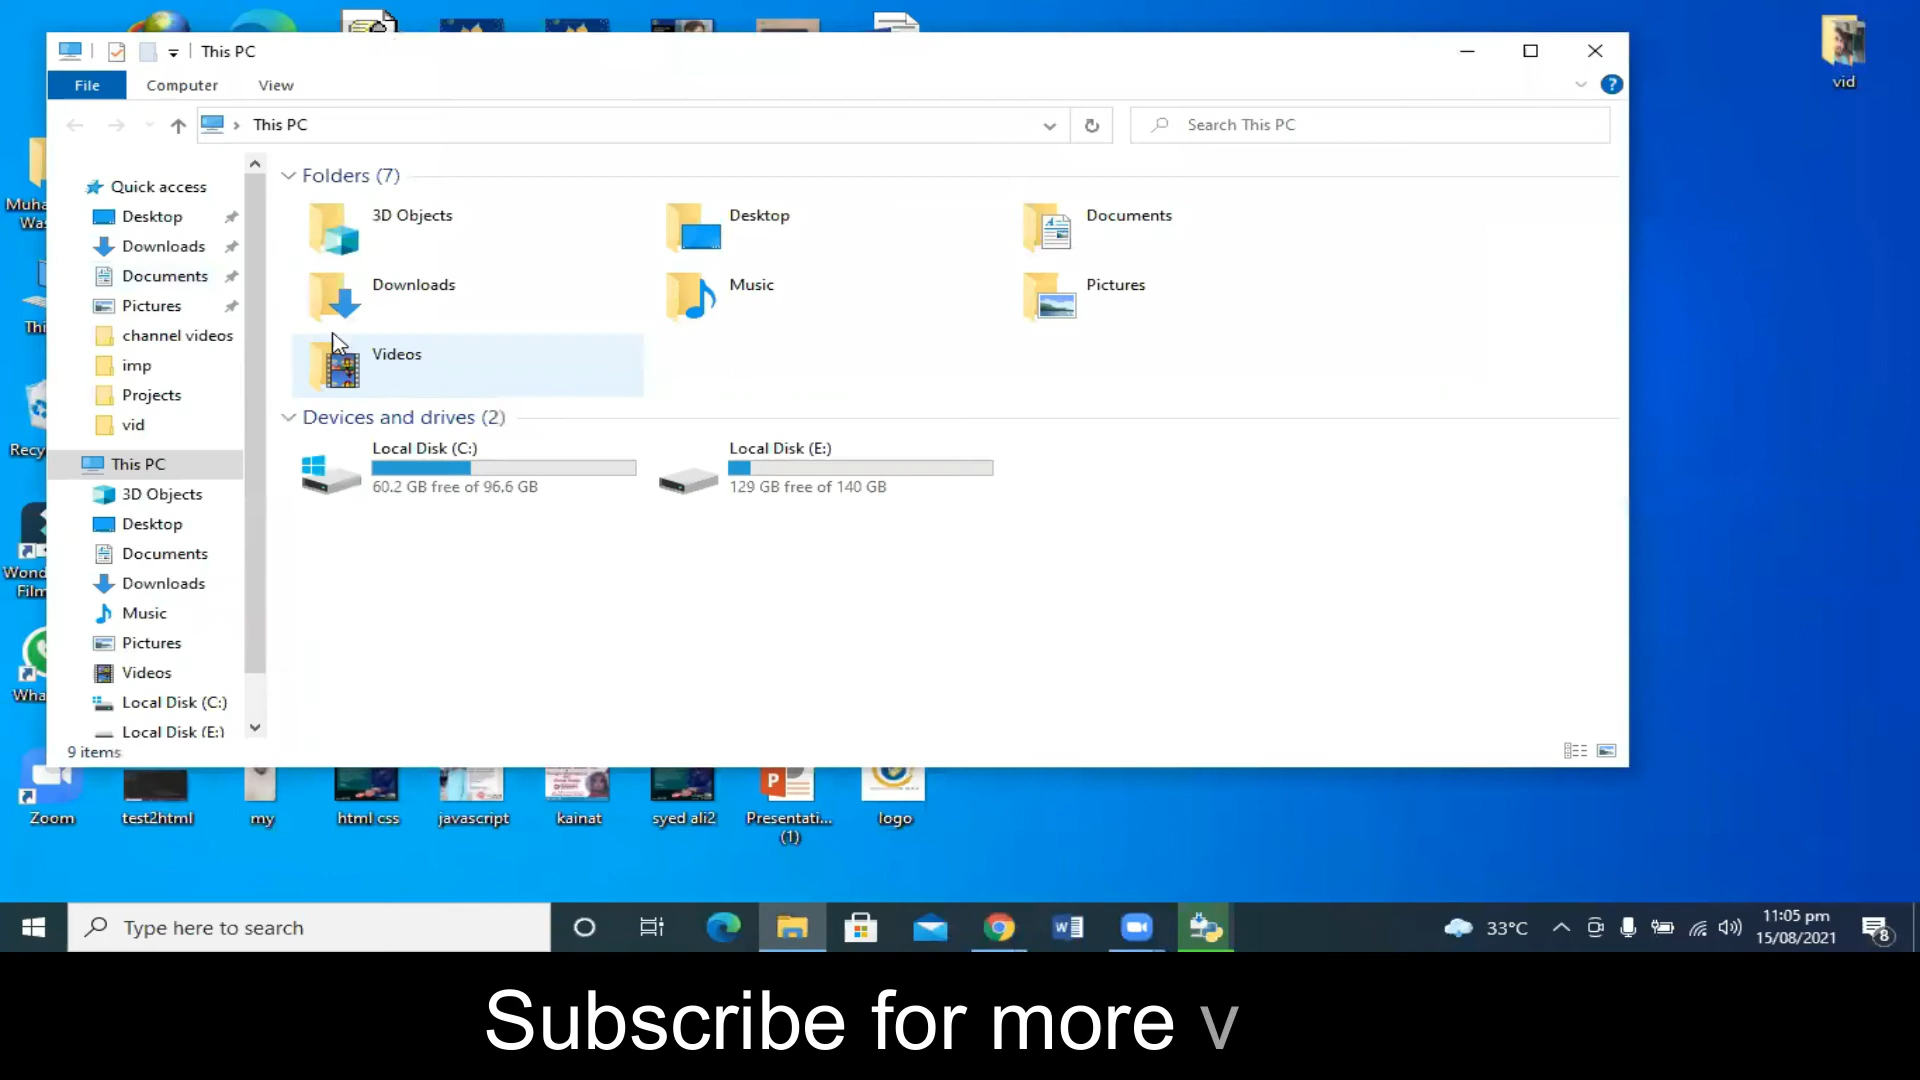 This PC
File
Computer
View
This PC
Search This PC
Quick access
Desktop
Downloads
Documents
Pictures
channel videos
imp
Projects
vid
This PC
3D Objects
Desktop
Documents
Downloads
Music
Pictures
Videos
Local Disk (C:)
Local Disk (E:)
Folders (7)
3D Objects
Desktop
Documents
Downloads
Music
Pictures
Videos
Devices and drives (2)
Local Disk (C:)
60.2 GB free of 96.6 GB
Local Disk (E:)
129 GB free of 140 GB
9 items
vid
Zoom
test2html
my
html css
javascript
kainat
syed ali2
Presentati...
(1)
logo
Type here to search
33°C
11:05 pm
15/08/2021
8
Subscribe for more v